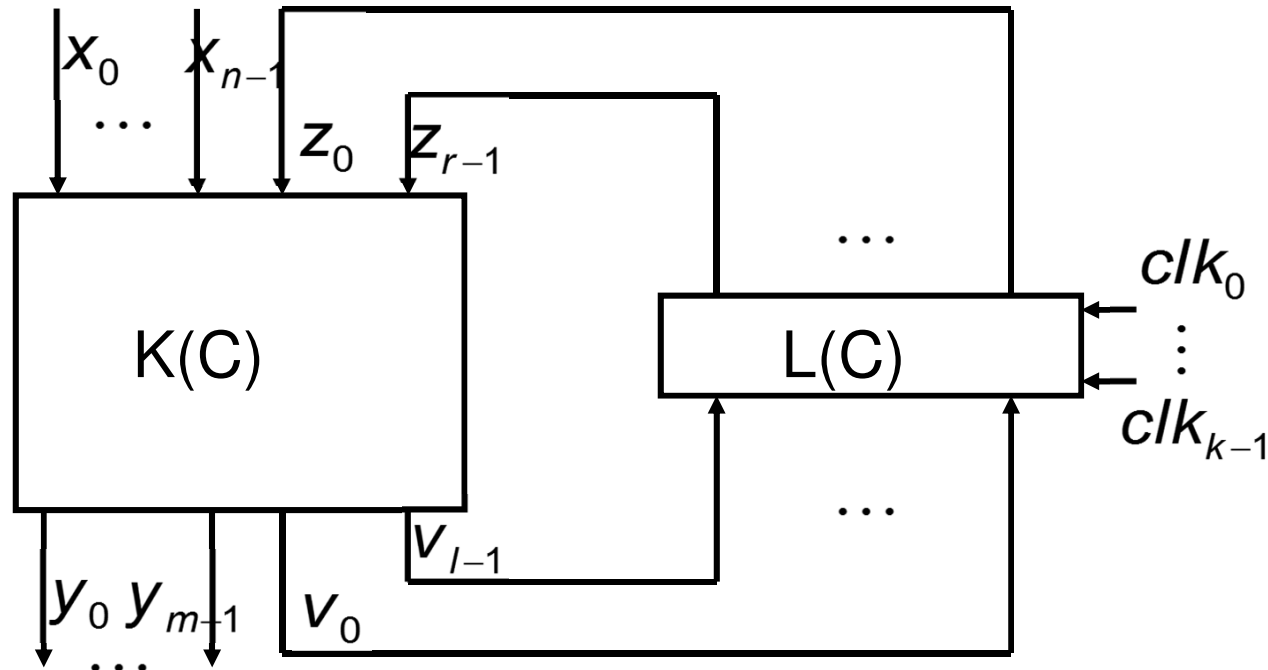 x₀ xₙ₋₁
...
z₀ zᵣ₋₁
...
clk₀
K(C) L(C) ⋮
clkₖ₋₁
...
vₗ₋₁
y₀ yₘ₋₁ v₀
...